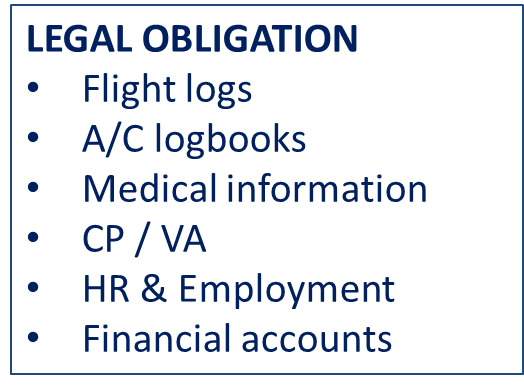 LEGAL OBLIGATION
• Flight logs
• A/C logbooks
• Medical information
• CP / VA
• HR & Employment
• Financial accounts